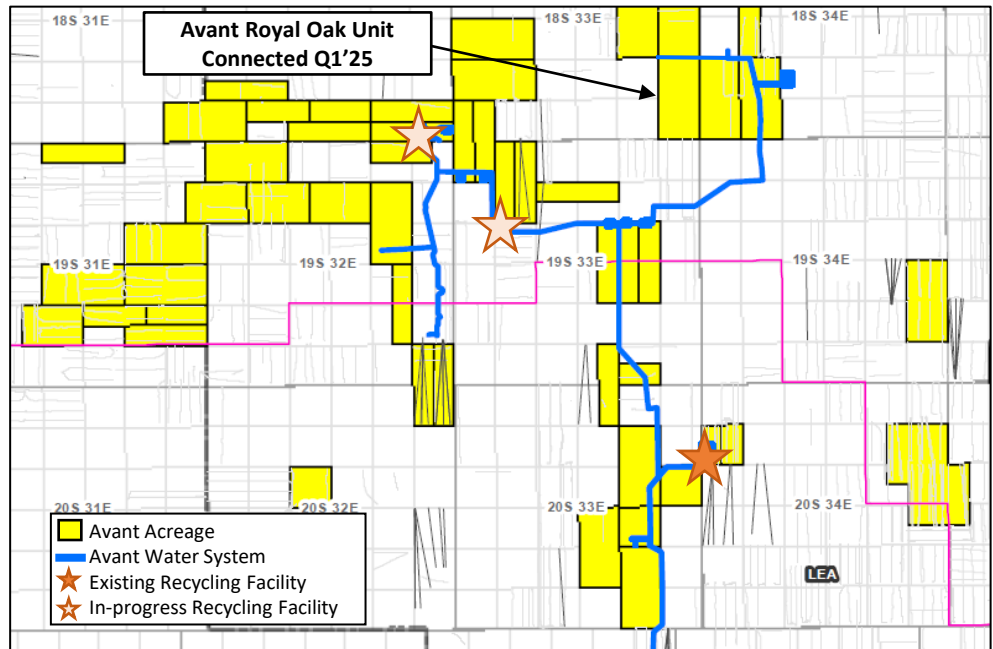 18S 31E
18S 33E
18S 34E
Avant Royal Oak Unit
Connected Q1'25
19S 31E
19S 32E
19S 33E
19S 34E
20S 31E
20S 32E
20S 33E
20S 34E
LEA
Avant Acreage
Avant Water System
Existing Recycling Facility
In-progress Recycling Facility